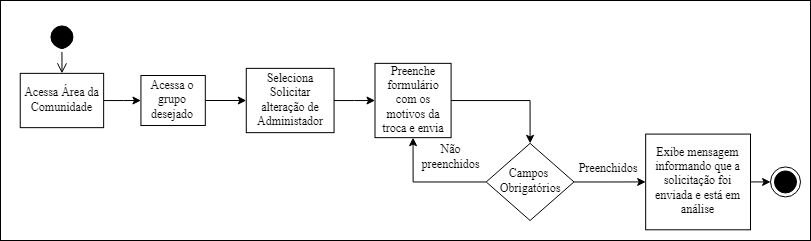 Acessa Área da
Comunidade
Acessa o
grupo
desejado
Seleciona
Solicitar
alteração de
Administador
Preenche
formulário
com os
motivos da
troca e envia
Não
preenchidos
Campos
Obrigatórios
Preenchidos
Exibe mensagem
informando que a
solicitação foi
enviada e está em
análise